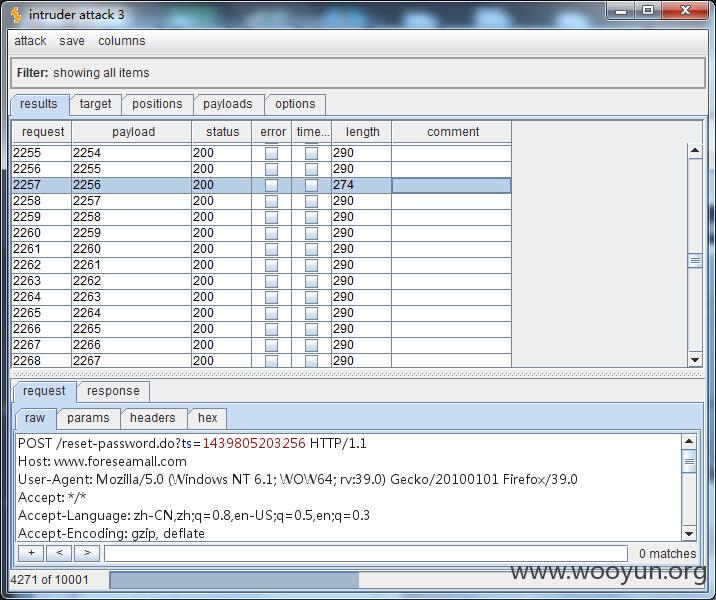 intruder attack 3
attack save columns
Filter: showing all items
results target positions payloads options
request payload status error time... length comment
2255 2254 200 290
2256 2255 200 290
2257 2256 200 274
2258 2257 200 290
2259 2258 200 290
2260 2259 200 290
2261 2260 200 290
2262 2261 200 290
2263 2262 200 290
2264 2263 200 290
2265 2264 200 290
2266 2265 200 290
2267 2266 200 290
2268 2267 200 290
request response
raw params headers hex
POST /reset-password.do?ts=1439805203256 HTTP/1.1
Host: www.foreseamall.com
User-Agent: Mozilla/5.0 (Windows NT 6.1; WOW64; rv:39.0) Gecko/20100101 Firefox/39.0
Accept: */*
Accept-Language: zh-CN,zh;q=0.8,en-US;q=0.5,en;q=0.3
Accept-Encoding: gzip, deflate
+ < > 0 matches
4271 of 10001
www.wooyun.org